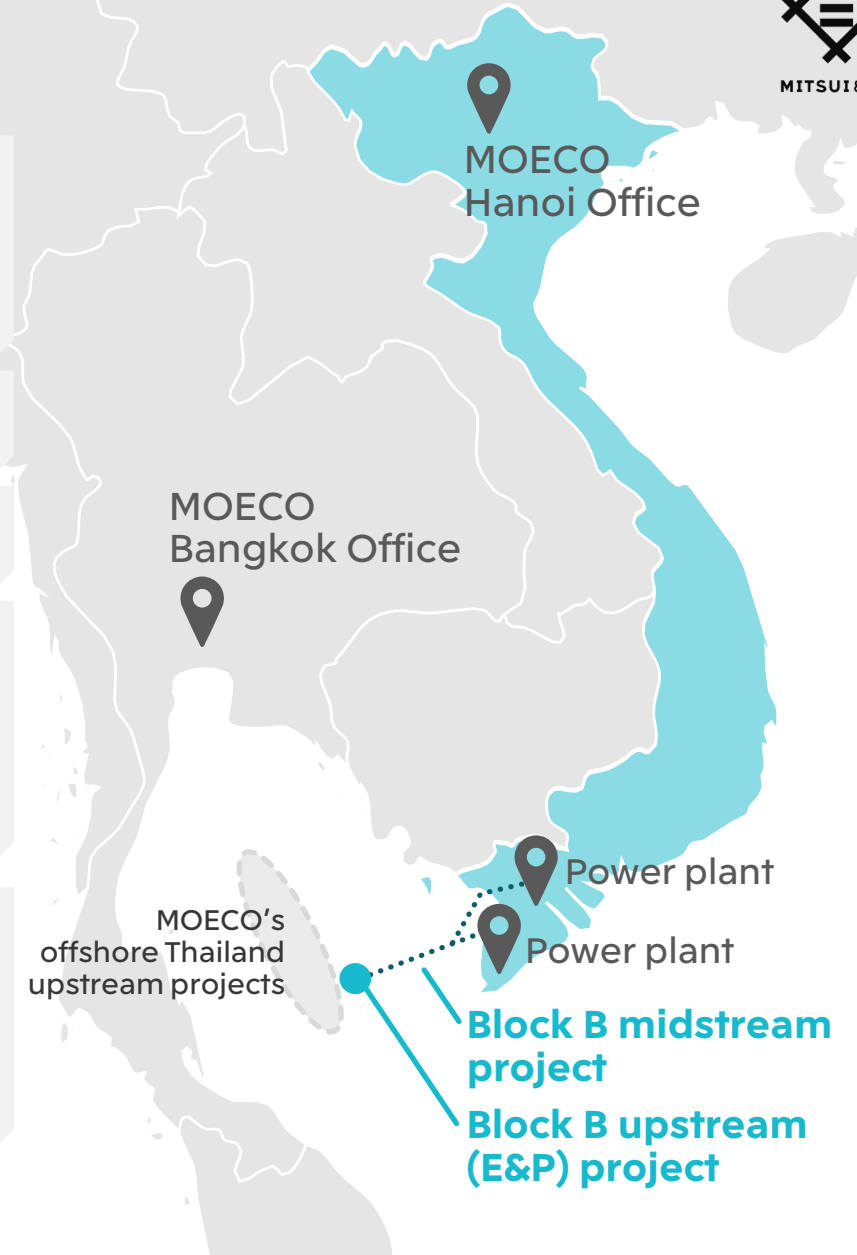 MITSUI &
MOECO
Hanoi Office
MOECO
Bangkok Office
Power plant
MOECO's
offshore Thailand
upstream projects
Power plant
Block B midstream
project
Block B upstream
(E&P) project